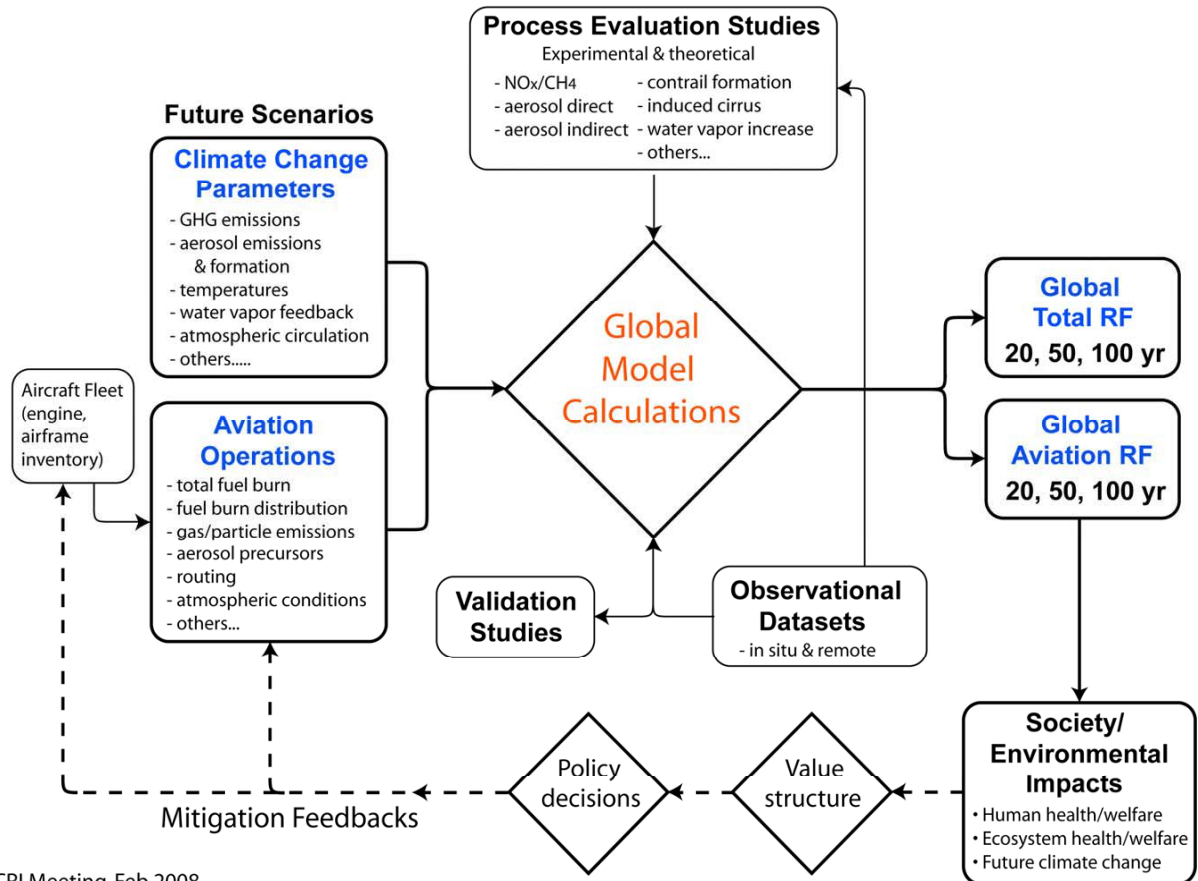 Process Evaluation Studies
Experimental & theoretical
- NOx/CH4
- aerosol direct
- aerosol indirect
- contrail formation
- induced cirrus
- water vapor increase
- others...
Future Scenarios
Climate Change
Parameters
- GHG emissions
- aerosol emissions
& formation
- temperatures
- water vapor feedback
- atmospheric circulation
- others.....
Aircraft Fleet
(engine,
airframe
inventory)
Aviation
Operations
- total fuel burn
- fuel burn distribution
- gas/particle emissions
- aerosol precursors
- routing
- atmospheric conditions
- others...
Global
Model
Calculations
Global
Total RF
20, 50, 100 yr
Global
Aviation RF
20, 50, 100 yr
Validation
Studies
Observational
Datasets
- in situ & remote
Society/
Environmental
Impacts
• Human health/welfare
• Ecosystem health/welfare
• Future climate change
Value
structure
Policy
decisions
Mitigation Feedbacks
Meeting, Feb 2008